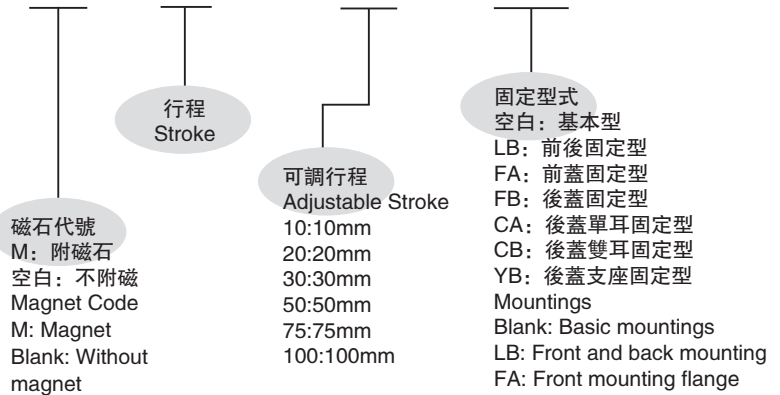 行程
Stroke
可調行程
Adjustable Stroke
10:10mm
20:20mm
30:30mm
50:50mm
75:75mm
100:100mm
固定型式
空白：基本型
LB：前後固定型
FA：前蓋固定型
FB：後蓋固定型
CA：後蓋單耳固定型
CB：後蓋雙耳固定型
YB：後蓋支座固定型
Mountings
Blank: Basic mountings
LB: Front and back mounting
FA: Front mounting flange
磁石代號
M：附磁石
空白：不附磁
Magnet Code
M: Magnet
Blank: Without
magnet